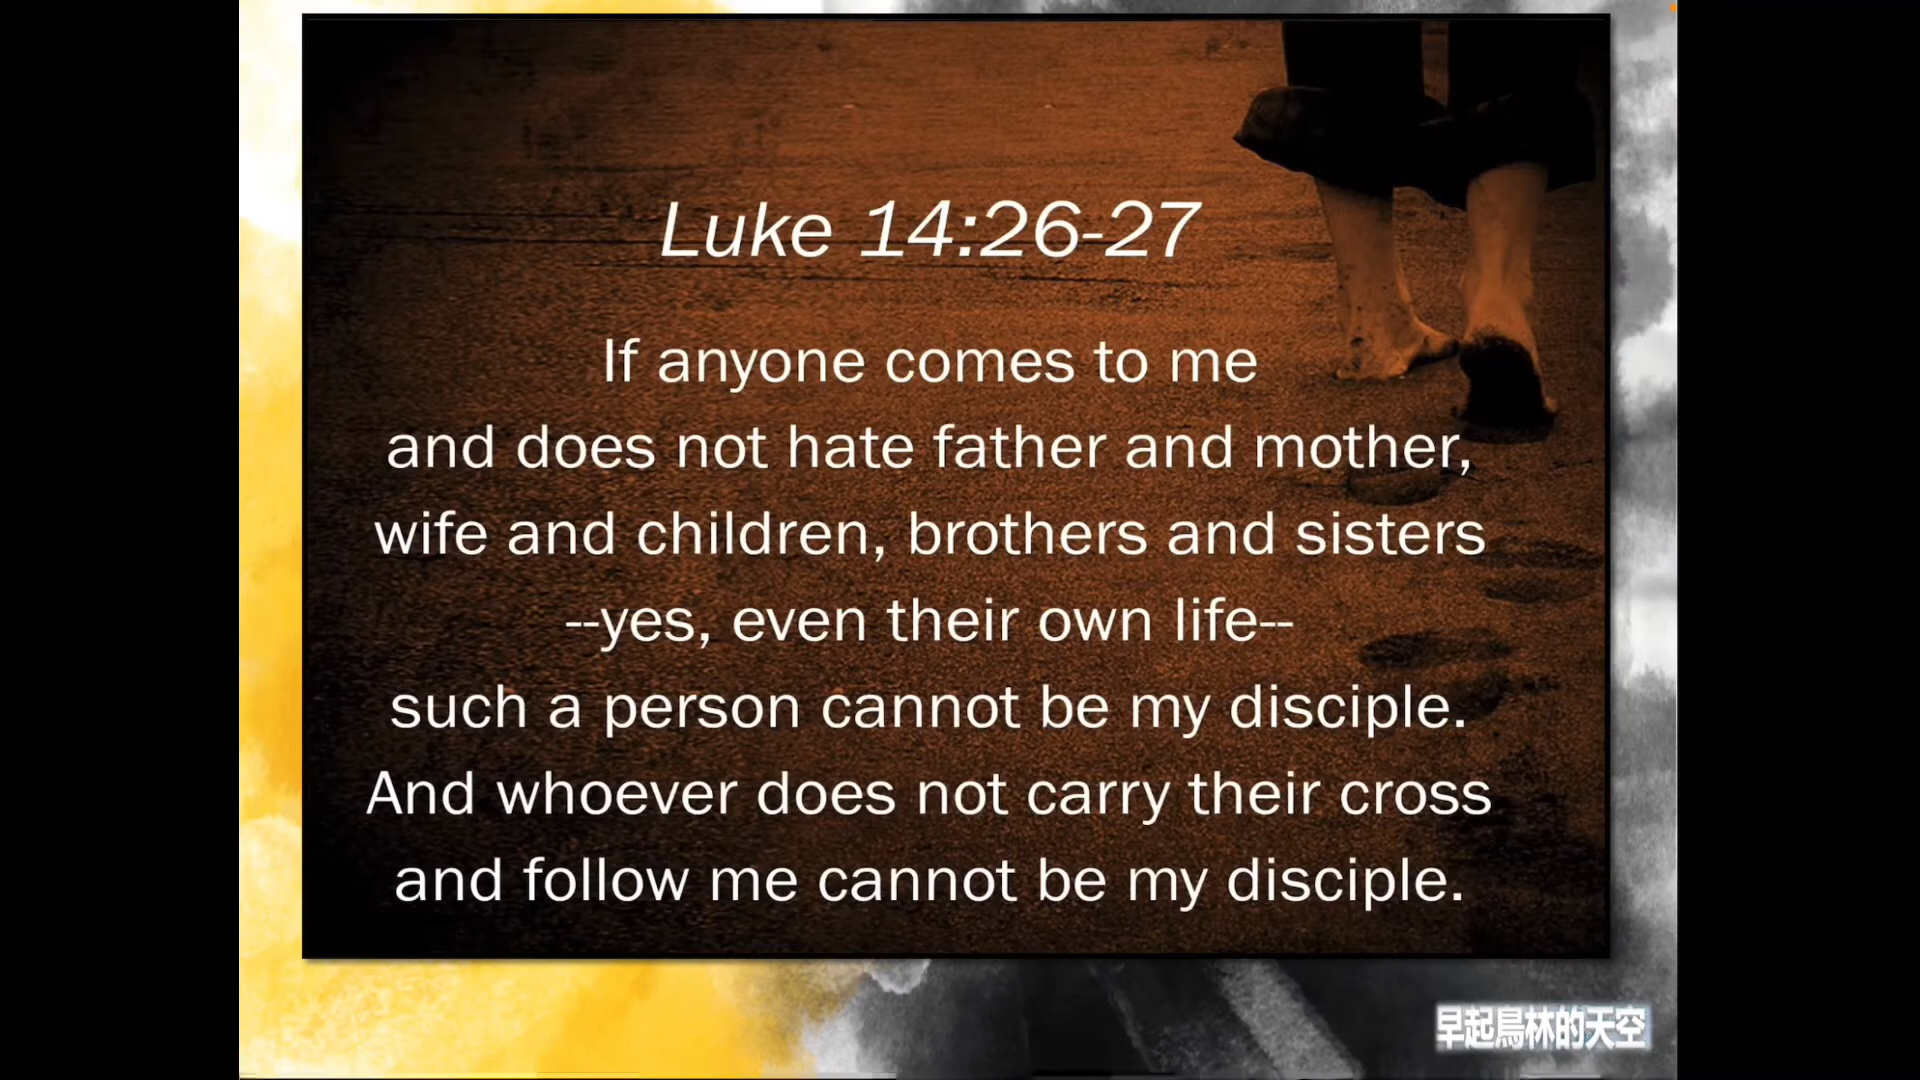 Luke 14:26-27
If anyone comes to me
and does not hate father and mother,
wife and children, brothers and sisters
--yes, even their own life--
such a person cannot be my disciple.
And whoever does not carry their cross
and follow me cannot be my disciple.
早起鳥林的天空